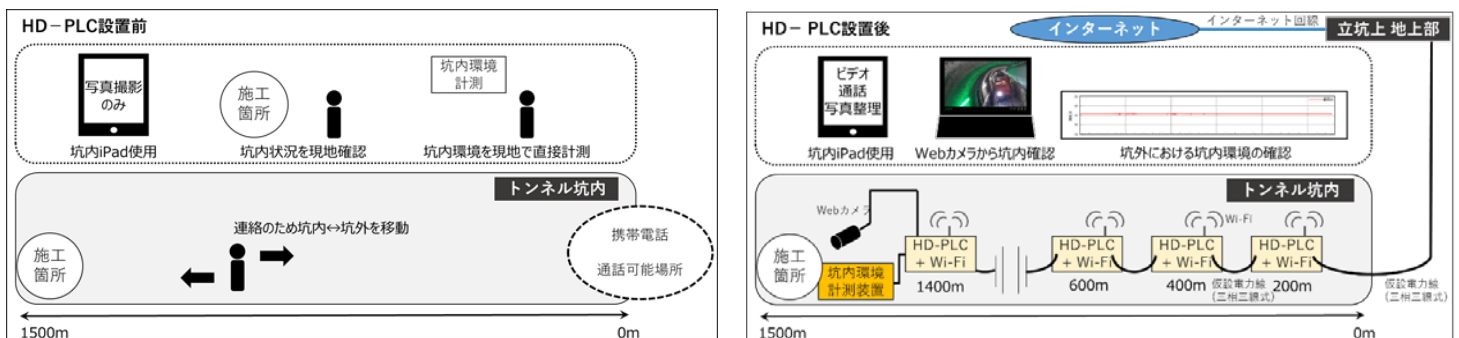 HD－PLC設置前
写真撮影
のみ
施工
箇所
坑内環境
計測
坑内iPad使用
坑内状況を現地確認
坑内環境を現地で直接計測
トンネル坑内
連絡のため坑内↔坑外を移動
施工
箇所
携帯電話
通話可能場所
1500m
0m
HD－ PLC設置後
インターネット
インターネット回線
立坑上 地上部
ビデオ
通話
写真整理
坑内iPad使用
Webカメラから坑内確認
坑外における坑内環境の確認
トンネル坑内
Webカメラ
Wi-Fi
施工
箇所
坑内環境
計測装置
HD-PLC
+ Wi-Fi
1400m
HD-PLC
+ Wi-Fi
600m
HD-PLC
+ Wi-Fi
400m
仮設電力線
(三相三線式)
HD-PLC
+ Wi-Fi
200m
仮設電力線
(三相三線式)
1500m
0m